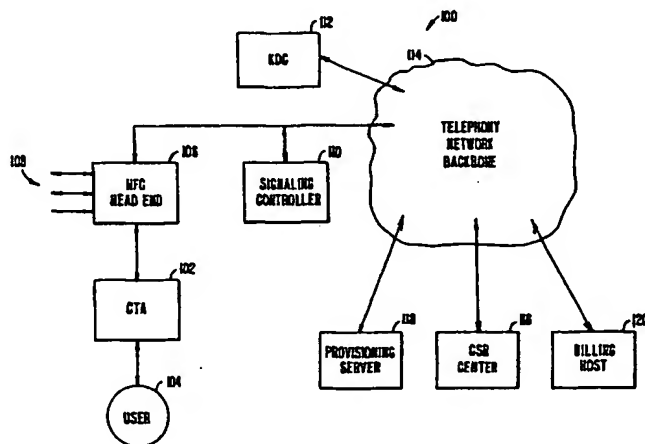 100
112
KDC
114
TELEPHONY
NETWORK
BACKBONE
106
108
HFC
HEAD END
110
SIGNALING
CONTROLLER
102
CTA
118
PROVISIONING
SERVER
116
CSR
CENTER
120
BILLING
HOST
104
USER